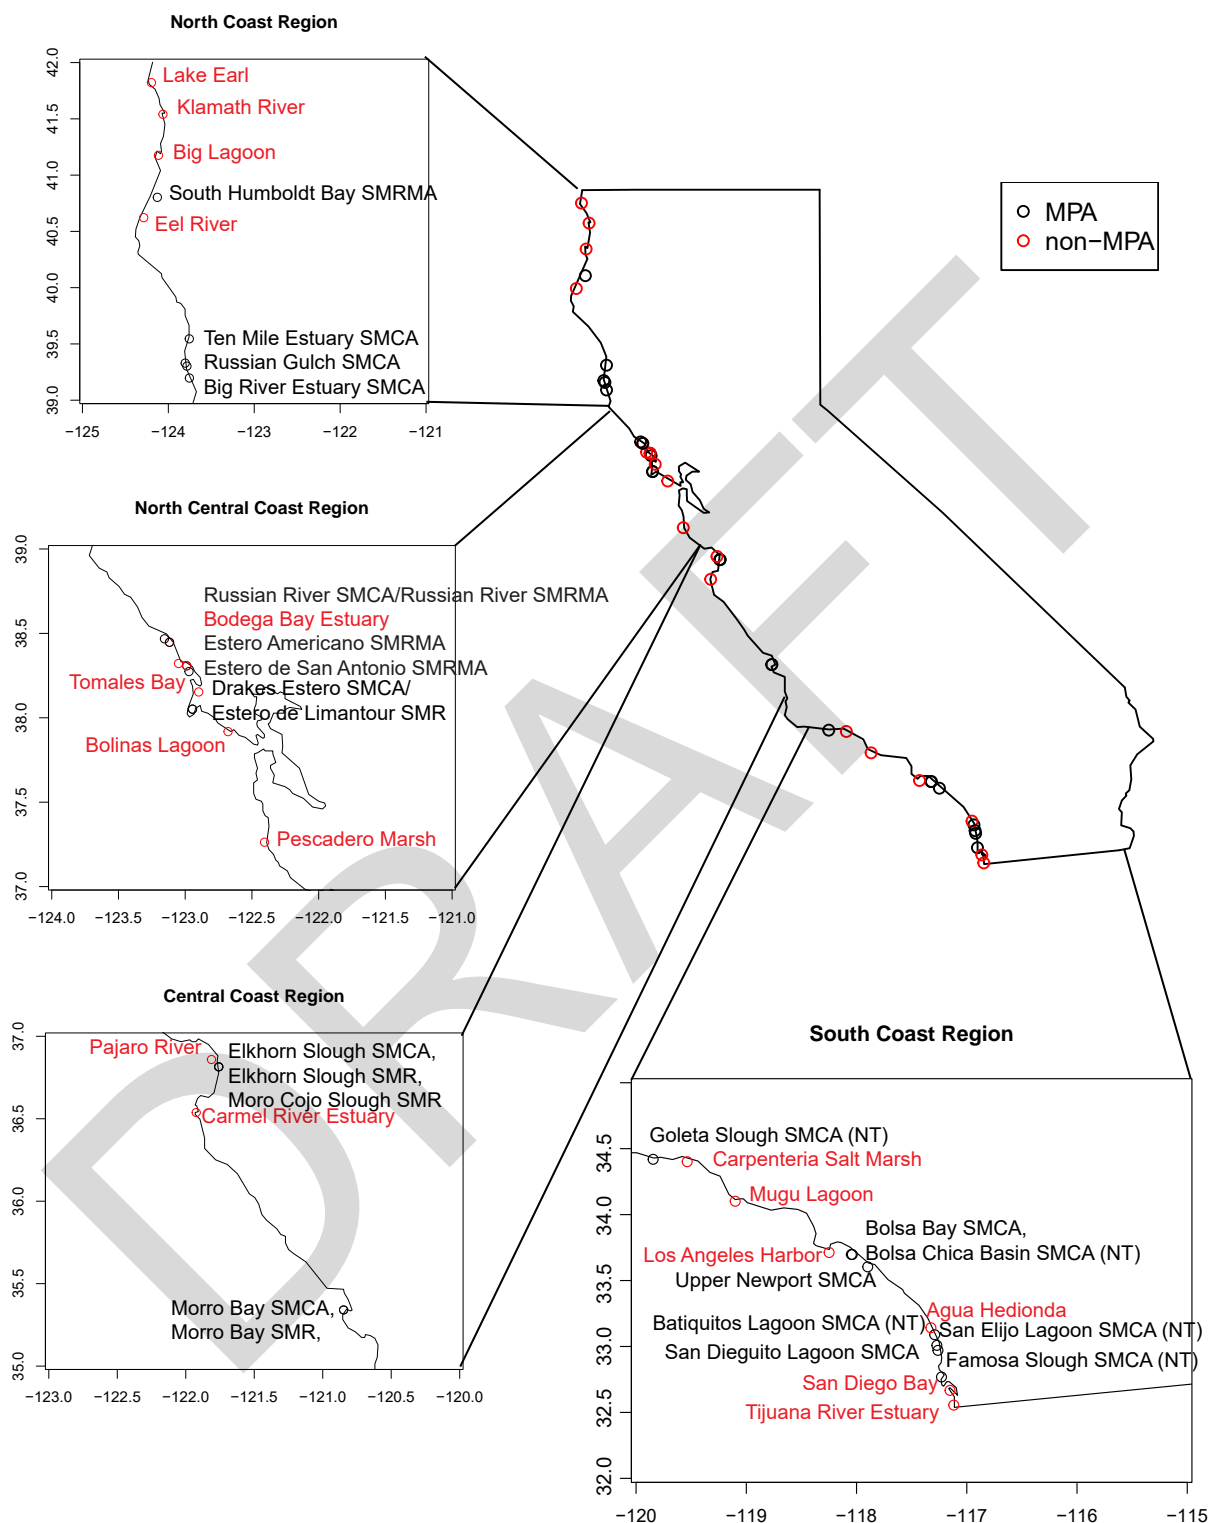 North Coast Region
42.0
41.5
41.0
40.5
40.0
39.5
39.0
Lake Earl
Klamath River
Big Lagoon
South Humboldt Bay SMRMA
Eel River
Ten Mile Estuary SMCA
Russian Gulch SMCA
Big River Estuary SMCA
−125
−124
−123
−122
−121
MPA
non−MPA
DRAFT
North Central Coast Region
39.0
38.5
38.0
37.5
37.0
Russian River SMCA/Russian River SMRMA
Bodega Bay Estuary
Estero Americano SMRMA
Estero de San Antonio SMRMA
Tomales Bay
Drakes Estero SMCA/
Estero de Limantour SMR
Bolinas Lagoon
Pescadero Marsh
−124.0
−123.5
−123.0
−122.5
−122.0
−121.5
−121.0
Central Coast Region
37.0
36.5
36.0
35.5
35.0
Pajaro River
Elkhorn Slough SMCA,
Elkhorn Slough SMR,
Moro Cojo Slough SMR
Carmel River Estuary
Morro Bay SMCA,
Morro Bay SMR,
−123.0
−122.5
−122.0
−121.5
−121.0
−120.5
−120.0
South Coast Region
34.5
34.0
33.5
33.0
32.5
32.0
Goleta Slough SMCA (NT)
Carpenteria Salt Marsh
Mugu Lagoon
Bolsa Bay SMCA,
Los Angeles Harbor
Bolsa Chica Basin SMCA (NT)
Upper Newport SMCA
Agua Hedionda
Batiquitos Lagoon SMCA (NT)
San Elijo Lagoon SMCA (NT)
San Dieguito Lagoon SMCA
Famosa Slough SMCA (NT)
San Diego Bay
Tijuana River Estuary
−120
−119
−118
−117
−116
−115